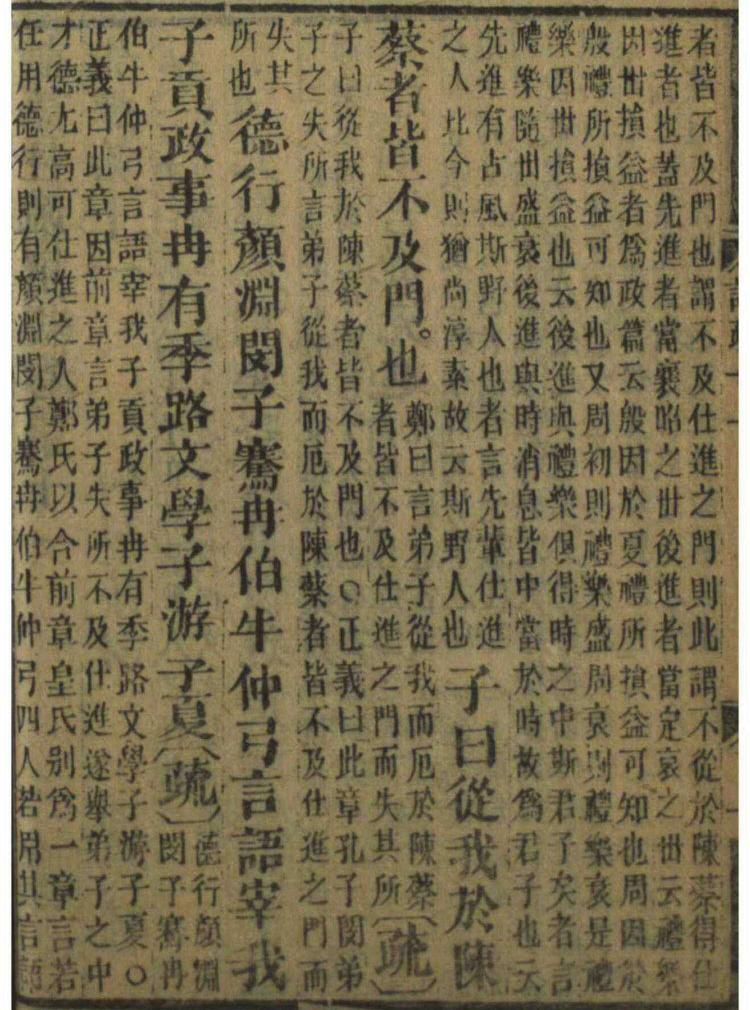 者皆不及門也謂不及仕進之門則此謂不從於陳蔡得仕
進者也蓋先進者當襄昭之世後進者當定哀之世云禮樂
因世損益者爲政篇云殷因於夏禮所損益可知也周因於
殷禮所損益可知也又周初則禮樂盛周衰則禮樂衰是禮
樂因世損益也云後進與禮樂俱得時之中斯君子矣者言
禮樂隨世盛衰後進與時消息皆中當於時故爲君子也云
先進有古風斯野人也者言先輩仕進
之人比今則猶尚淳素故云斯野人也
子曰從我於陳
蔡者皆不及門。也
鄭曰言弟子從我而厄於陳蔡
者皆不及仕進之門而失其所
〔疏〕
子曰從我於陳蔡者皆不及門也○正義曰此章孔子閔弟
子之失所言弟子從我而厄於陳蔡者皆不及仕進之門而
失其
所也
德行顏淵閔子騫冉伯牛仲弓言語宰我
子貢政事冉有季路文學子游子夏〔疏〕
德行顏淵
閔子騫冉
伯牛仲弓言語宰我子貢政事冉有季路文學子游子夏○
正義曰此章因前章言弟子失所不及仕進遂舉弟子之中
才德尤高可仕進之人鄭氏以合前章皇氏別爲一章言若
任用德行則有顏淵閔子騫冉伯牛仲弓四人若用其言語